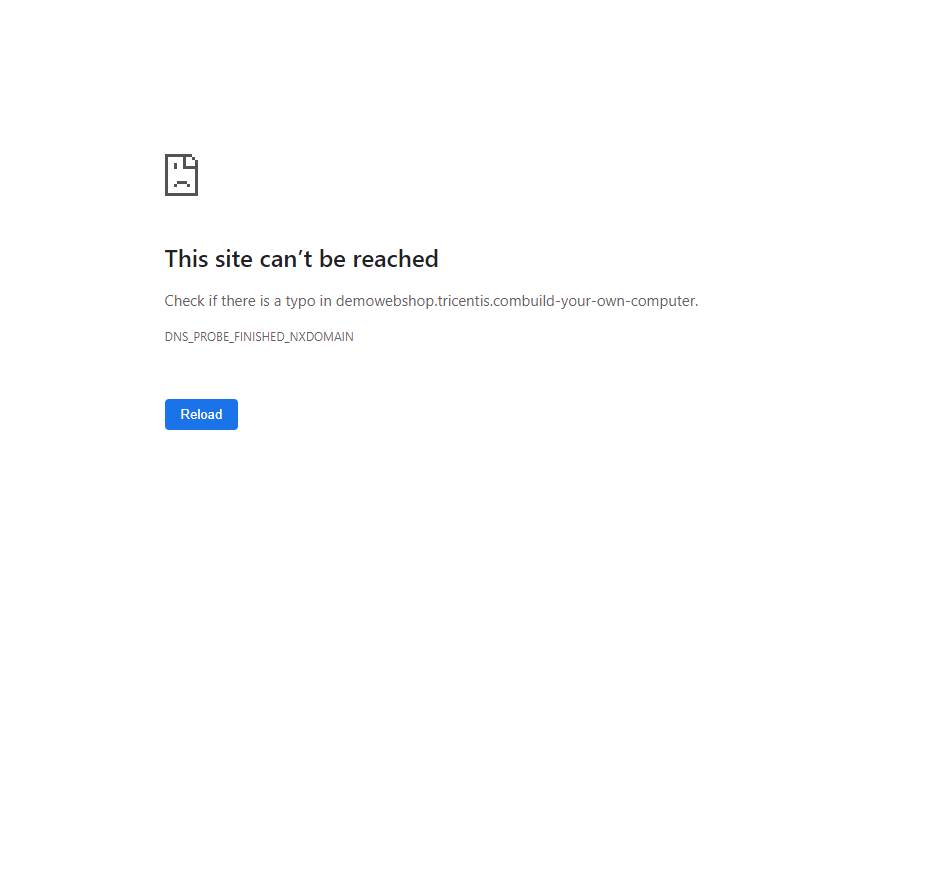 This site can’t be reached
Check if there is a typo in demowebshop.tricentis.combuild-your-own-computer.
DNS_PROBE_FINISHED_NXDOMAIN
Reload